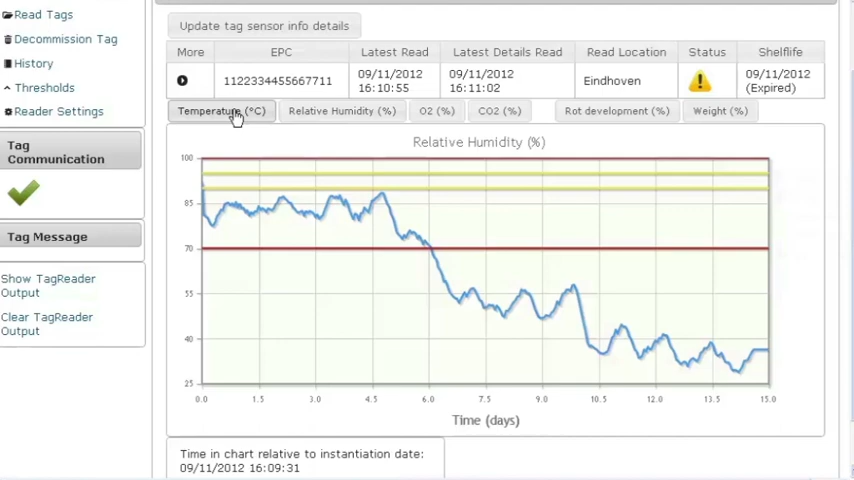 Read Tags
Decommission Tag
History
Thresholds
Reader Settings
Tag
Communication
Tag Message
Show TagReader
Output
Clear TagReader
Output
Update tag sensor info details
More EPC Latest Read Latest Details Read Read Location Status Shelflife
1122334455667711 09/11/2012 16:10:55 09/11/2012 16:11:02 Eindhoven 09/11/2012 (Expired)
Temperature (°C) Relative Humidity (%) O2 (%) CO2 (%) Rot development (%) Weight (%)
Relative Humidity (%)
100
85
70
55
40
25
0.0 1.5 3.0 4.5 6.0 7.5 9.0 10.5 12.0 13.5 15.0
Time (days)
Time in chart relative to instantiation date:
09/11/2012 16:09:31